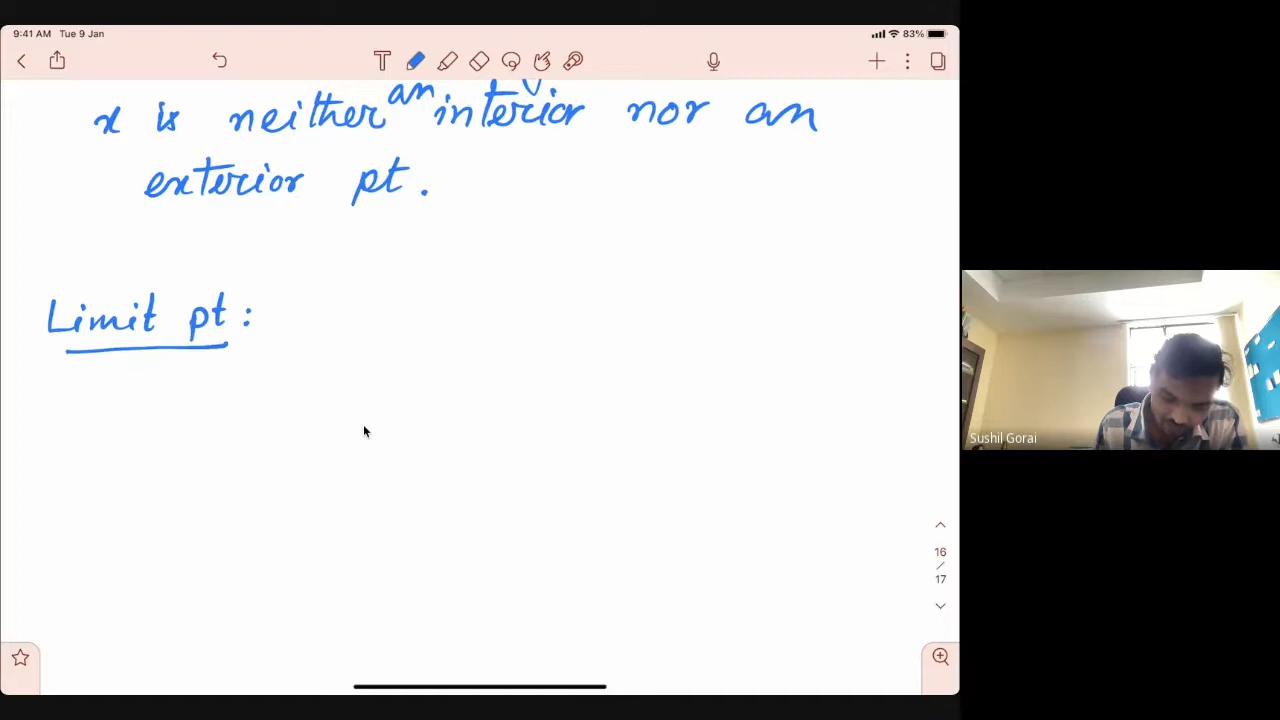 9:41 AM Tue 9 Jan
83%
x is neither an interior nor an
exterior pt.
Limit pt:
Sushil Gorai
16
/
17